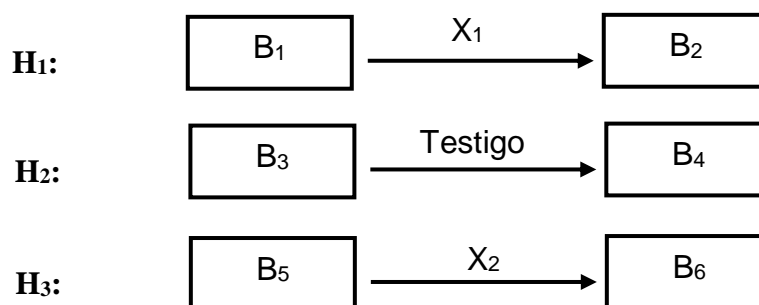 H₁: B₁ X₁ B₂
H₂: B₃ Testigo B₄
H₃: B₅ X₂ B₆